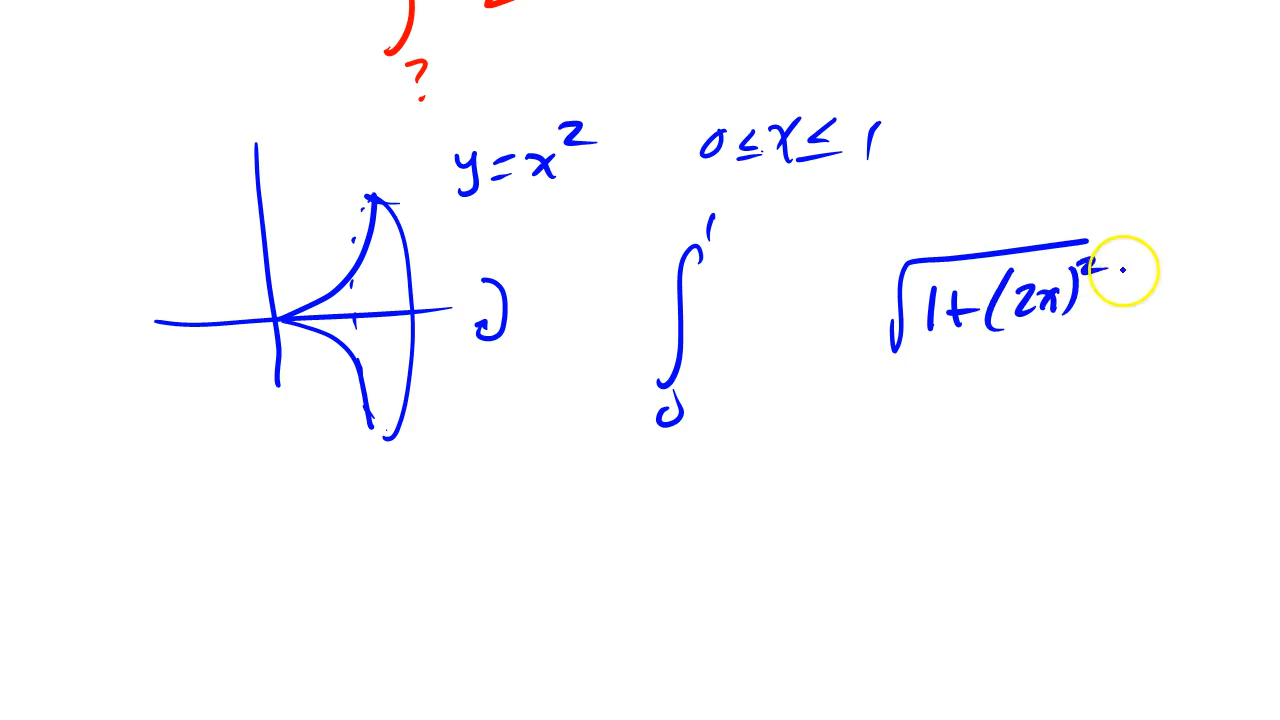 ?
y = x² 0 ≤ x ≤ 1
∫₀¹ √(1+(2x)²)